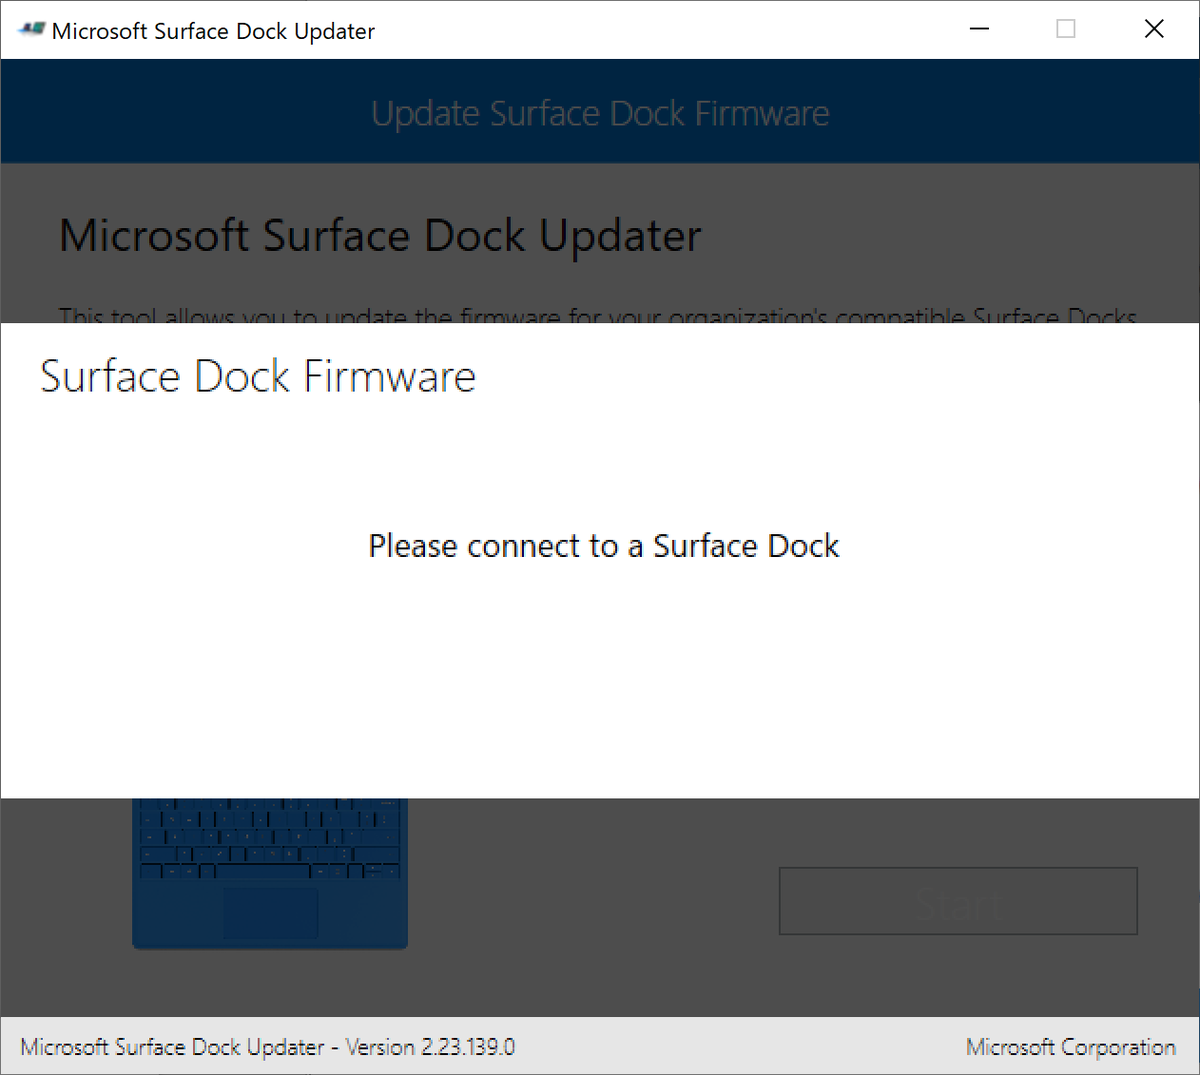 Microsoft Surface Dock Updater
Update Surface Dock Firmware
Microsoft Surface Dock Updater
This tool allows you to update the firmware for your organization's compatible Surface Docks
Surface Dock Firmware
Please connect to a Surface Dock
Start
Microsoft Surface Dock Updater - Version 2.23.139.0
Microsoft Corporation